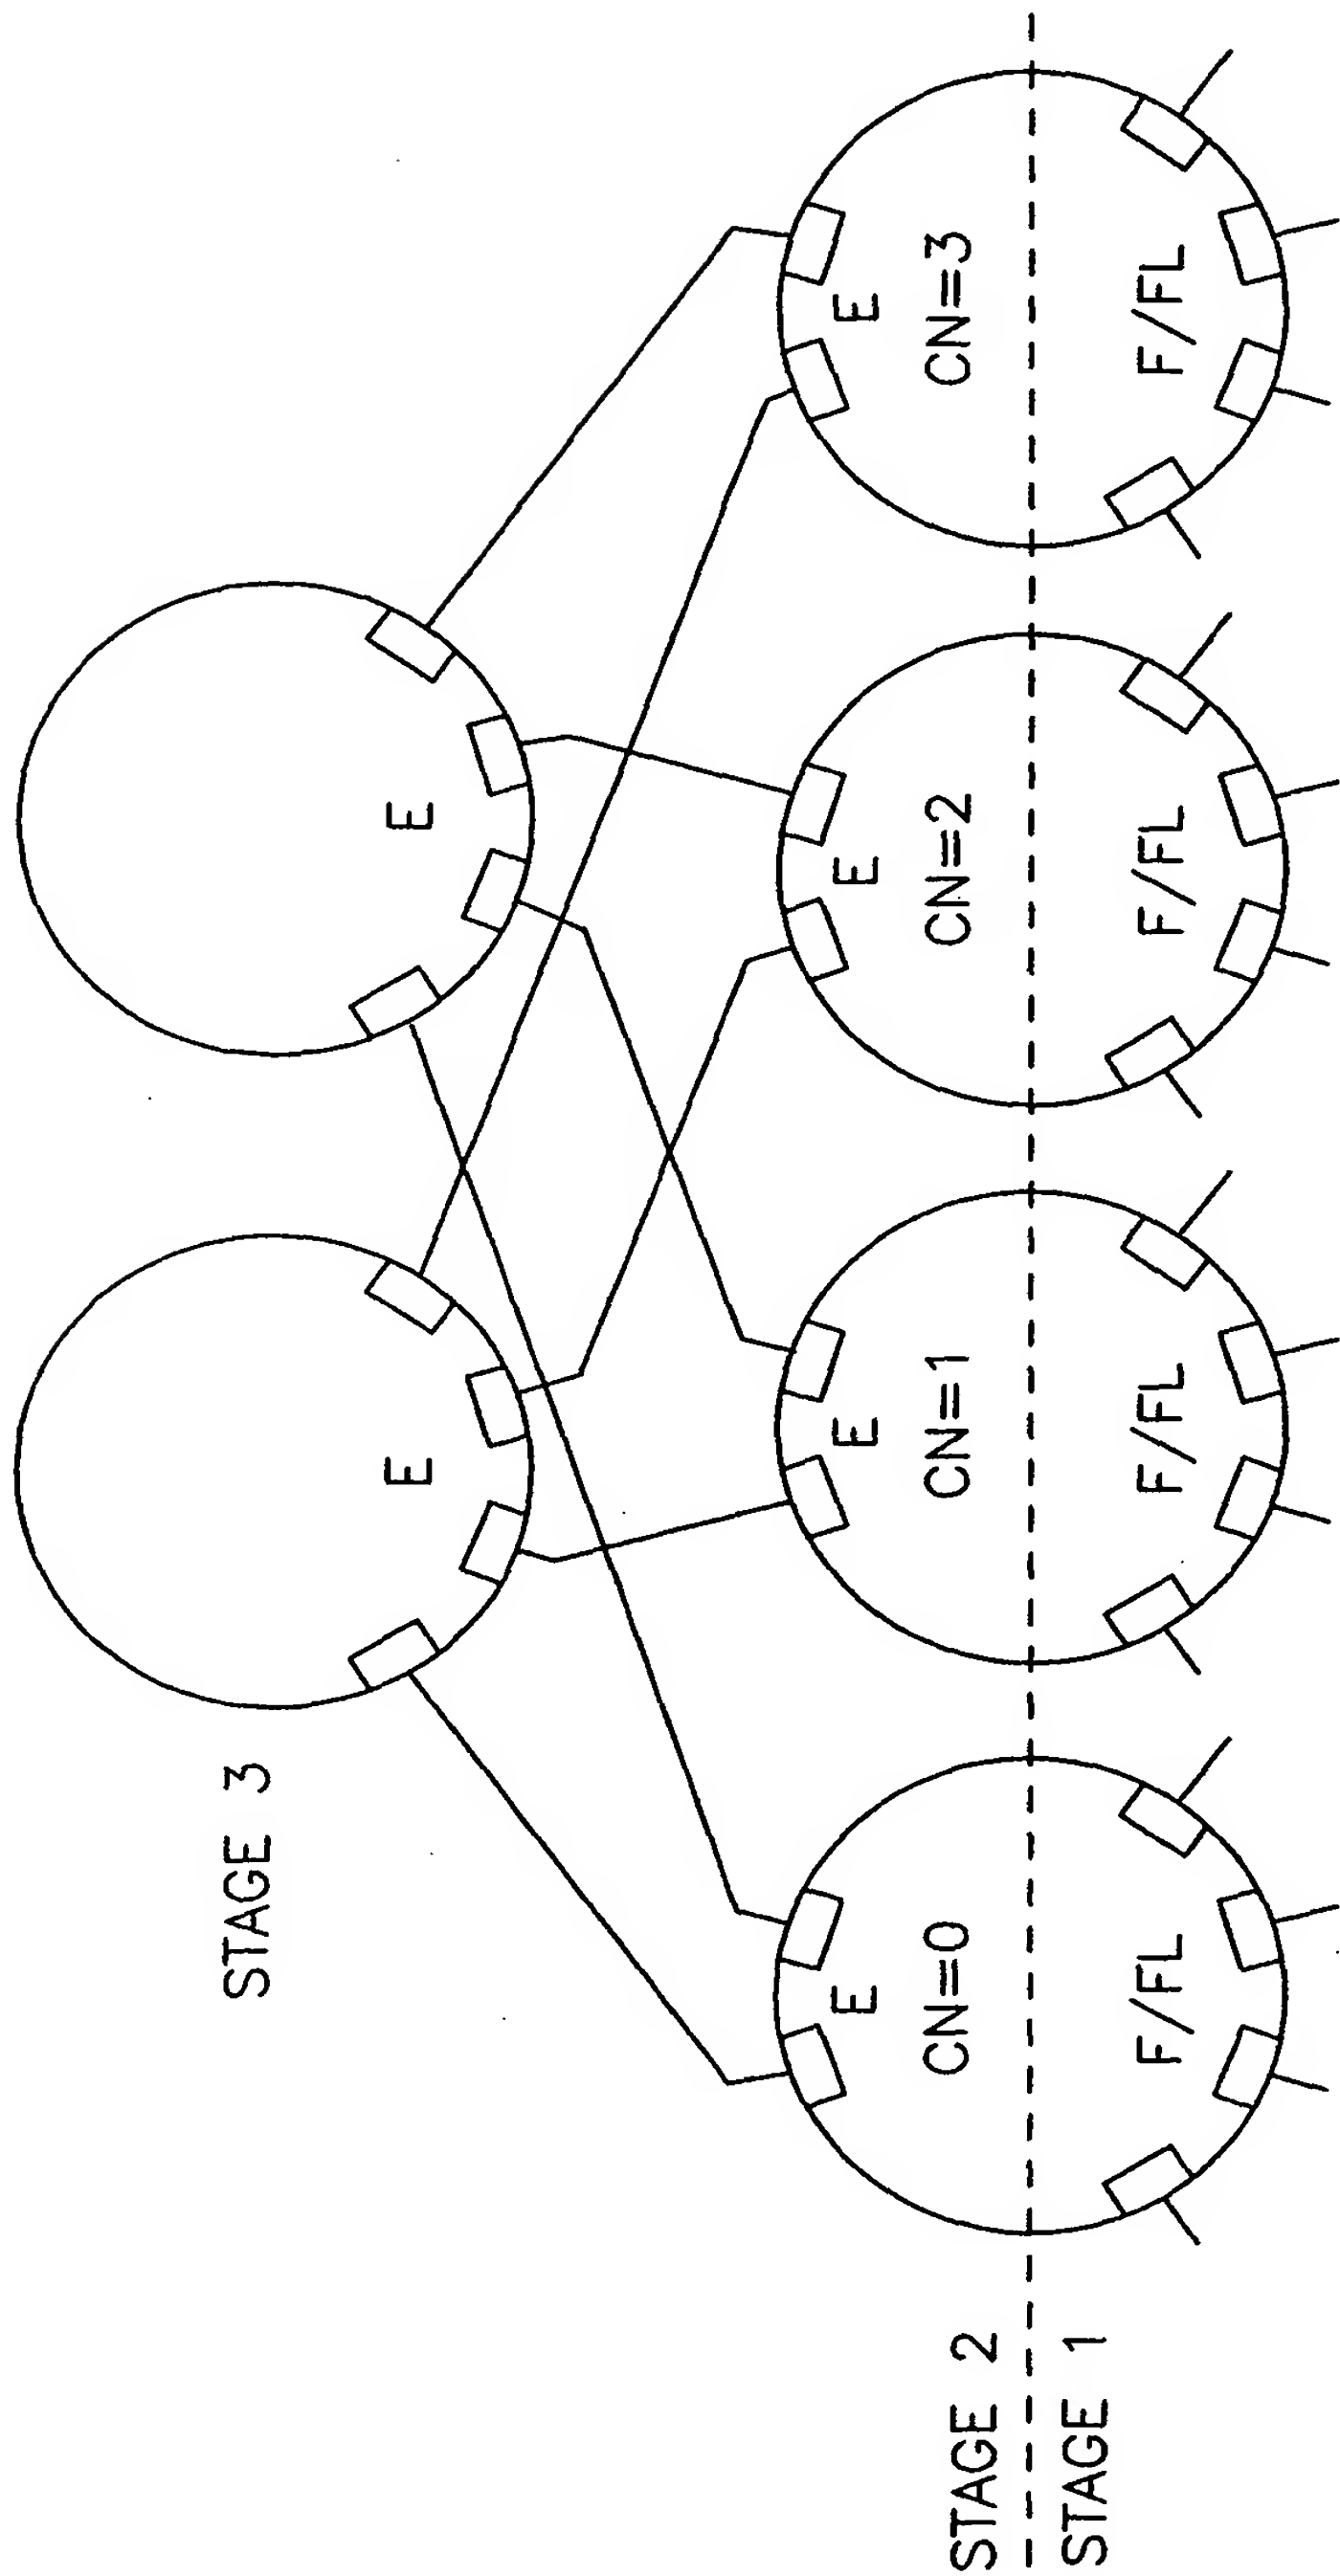 STAGE 3
E
E
E
E
E
E
CN=0
CN=1
CN=2
CN=3
STAGE 2
STAGE 1
F/FL
F/FL
F/FL
F/FL